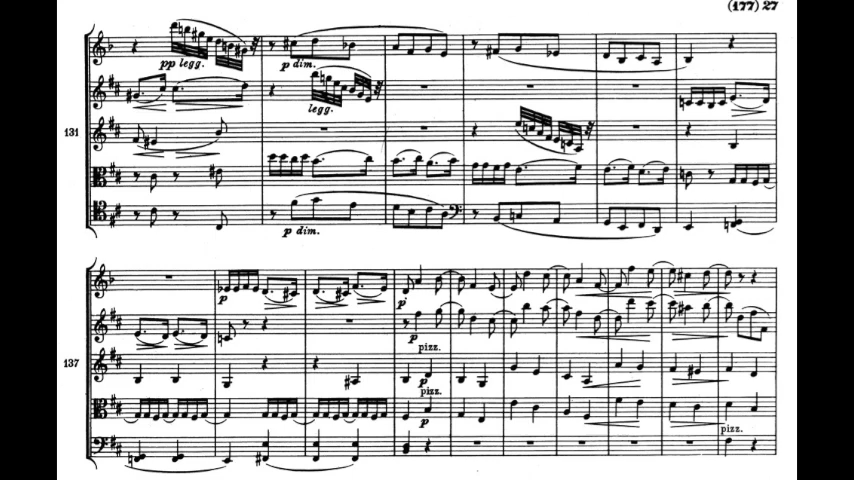 (177) 27
pp legg.
p dim.
legg.
131
p dim.
137
p
p
p
pizz.
p
pizz.
p
pizz.